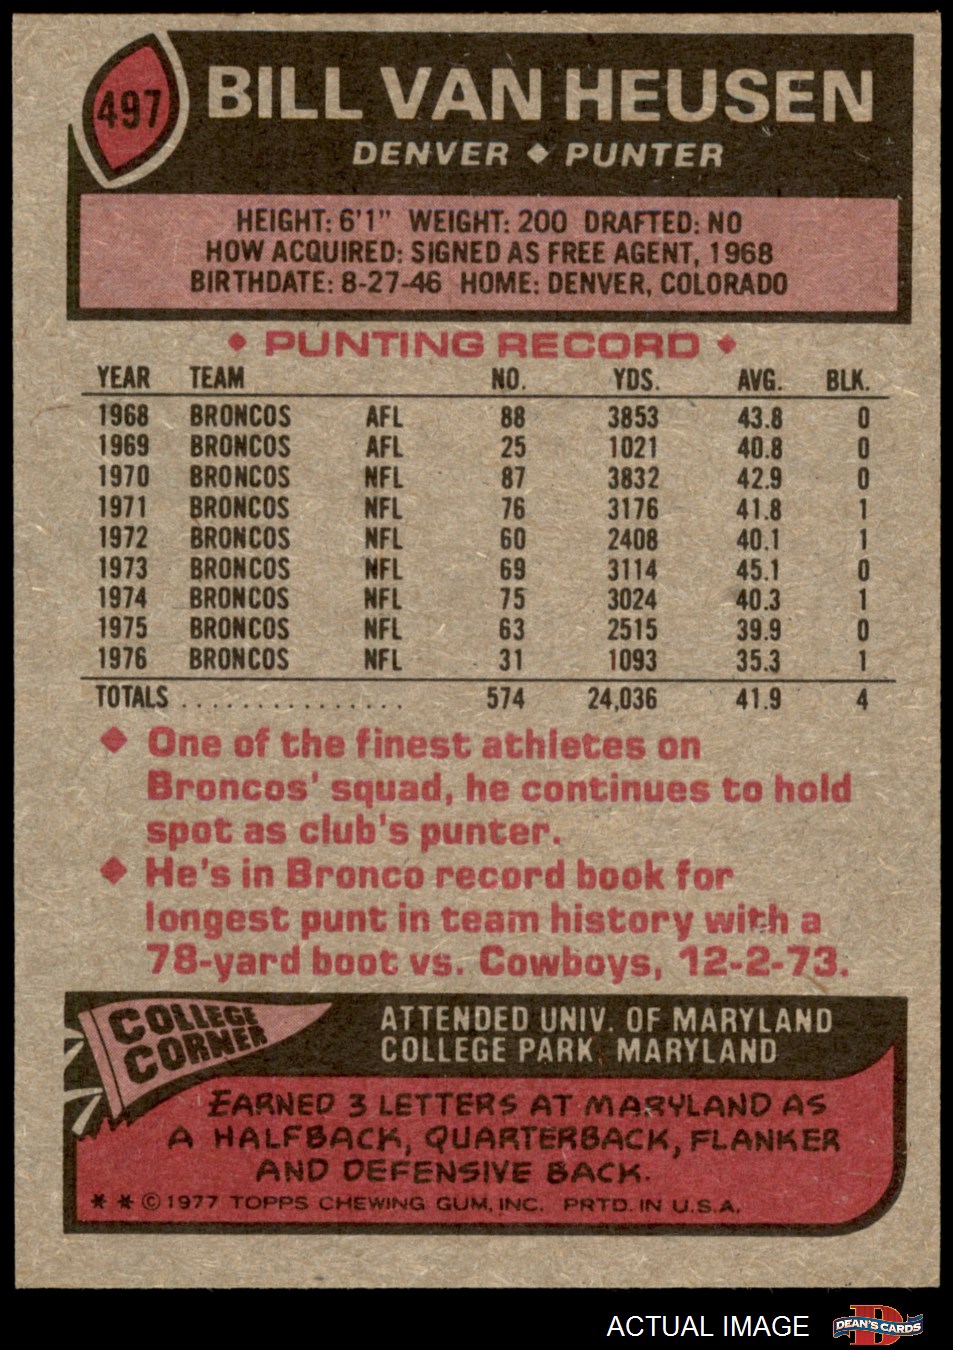 497
BILL VAN HEUSEN
DENVER ◆ PUNTER
HEIGHT: 6'1" WEIGHT: 200 DRAFTED: NO
HOW ACQUIRED: SIGNED AS FREE AGENT, 1968
BIRTHDATE: 8-27-46 HOME: DENVER, COLORADO
◆ PUNTING RECORD ◆
YEAR TEAM NO. YDS. AVG. BLK.
1968 BRONCOS AFL 88 3853 43.8 0
1969 BRONCOS AFL 25 1021 40.8 0
1970 BRONCOS NFL 87 3832 42.9 0
1971 BRONCOS NFL 76 3176 41.8 1
1972 BRONCOS NFL 60 2408 40.1 1
1973 BRONCOS NFL 69 3114 45.1 0
1974 BRONCOS NFL 75 3024 40.3 1
1975 BRONCOS NFL 63 2515 39.9 0
1976 BRONCOS NFL 31 1093 35.3 1
TOTALS ............... 574 24,036 41.9 4
◆ One of the finest athletes on
Broncos' squad, he continues to hold
spot as club's punter.
◆ He's in Bronco record book for
longest punt in team history with a
78-yard boot vs. Cowboys, 12-2-73.
COLLEGE
CORNER
ATTENDED UNIV. OF MARYLAND
COLLEGE PARK, MARYLAND
EARNED 3 LETTERS AT MARYLAND AS
A HALFBACK, QUARTERBACK, FLANKER
AND DEFENSIVE BACK.
* * © 1977 TOPPS CHEWING GUM, INC. PRTD. IN U.S.A.
ACTUAL IMAGE
D
DEAN'S CARDS